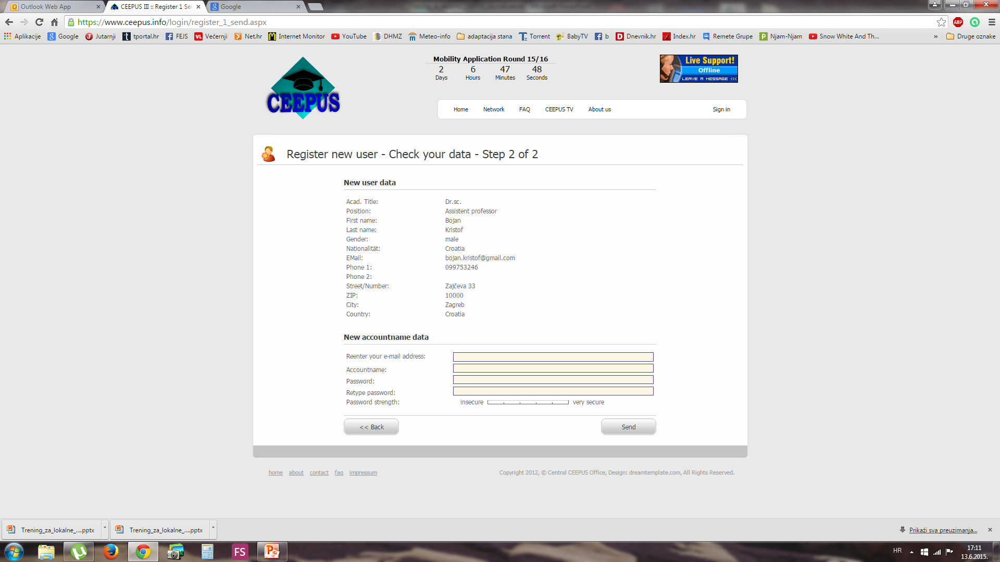 Outlook Web App
CEEPUS III :: Register 1 Se
Google
https://www.ceepus.info/login/register_1_send.aspx
ABP
Aplikacije Google Jutarnji tportal.hr FEJS Večernji Net.hr Internet Monitor YouTube DHMZ Meteo-info adaptacija stana Torrent BabyTV b Dnevnik.hr Index.hr Remete Grupe Njam-Njam Snow White And Th... » Druge oznake
CEEPUS
Mobility Application Round 15/16
2 6 47 48
Days Hours Minutes Seconds
Live Support!
Offline
LEAVE A MESSAGE <<<
Home Network FAQ CEEPUS TV About us Sign in
Register new user - Check your data - Step 2 of 2
New user data
Acad. Title: Dr.sc.
Position: Assistent professor
First name: Bojan
Last name: Kristof
Gender: male
Nationalität: Croatia
EMail: bojan.kristof@gmail.com
Phone 1: 099753246
Phone 2:
Street/Number: Zajčeva 33
ZIP: 10000
City: Zagreb
Country: Croatia
New accountname data
Reenter your e-mail address:
Accountname:
Password:
Retype password:
Password strength: insecure very secure
<< Back Send
home about contact faq impressum Copyright 2012, © Central CEEPUS Office, Design: dreamtemplate.com, All Rights Reserved.
Trening_za_lokalne_....pptx Trening_za_lokalne_....pptx Prikaži sva preuzimanja...
FS
HR
17:11
13.6.2015.